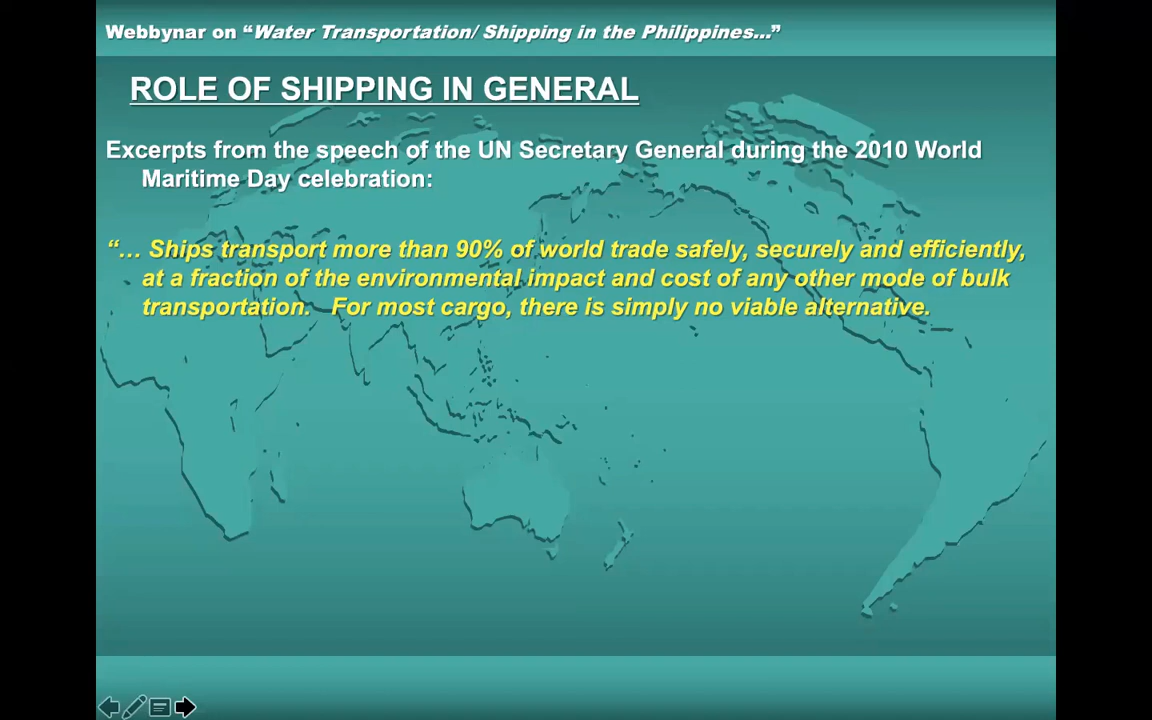 Webbynar on “Water Transportation/ Shipping in the Philippines...”
ROLE OF SHIPPING IN GENERAL
Excerpts from the speech of the UN Secretary General during the 2010 World
Maritime Day celebration:
“… Ships transport more than 90% of world trade safely, securely and efficiently,
at a fraction of the environmental impact and cost of any other mode of bulk
transportation. For most cargo, there is simply no viable alternative.